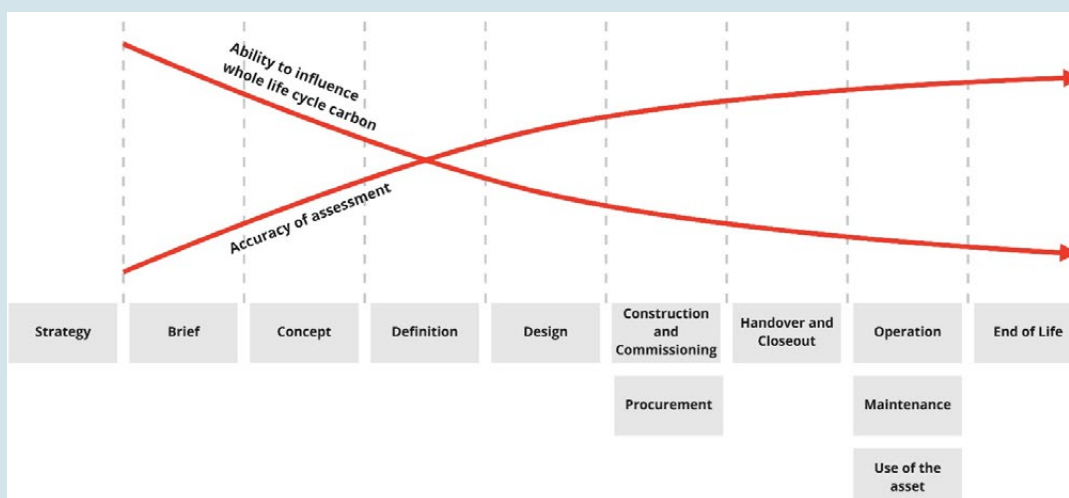 Ability to influence
whole life cycle carbon
Accuracy of assessment
Strategy
Brief
Concept
Definition
Design
Construction
and
Commissioning
Handover and
Closeout
Operation
End of Life
Procurement
Maintenance
Use of the
asset